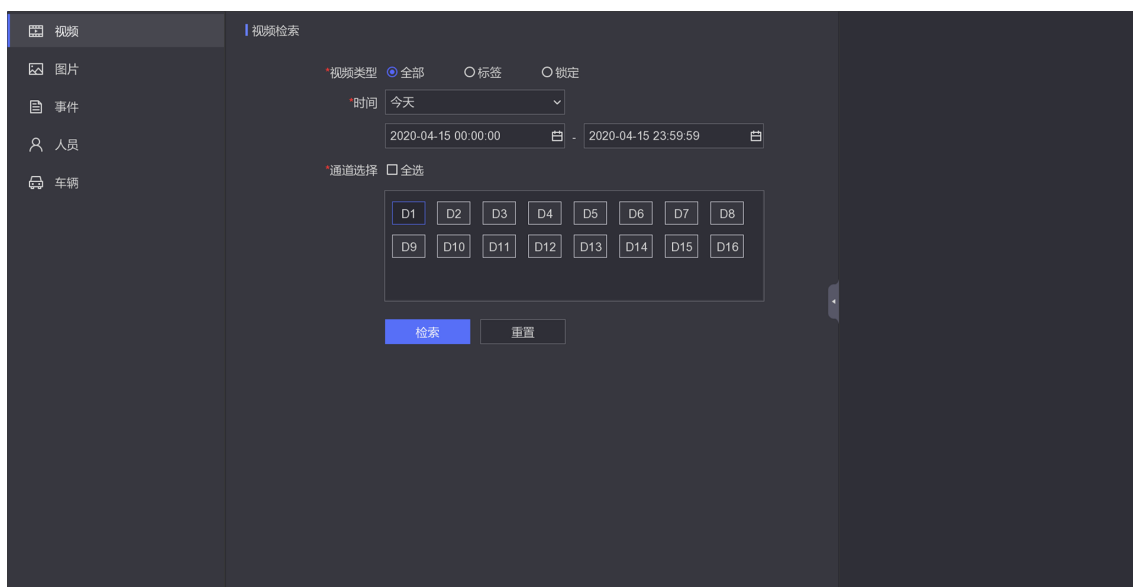 视频
图片
事件
人员
车辆
视频检索
*视频类型 全部 标签 锁定
*时间 今天
2020-04-15 00:00:00 - 2020-04-15 23:59:59
*通道选择 全选
D1 D2 D3 D4 D5 D6 D7 D8
D9 D10 D11 D12 D13 D14 D15 D16
检索 重置